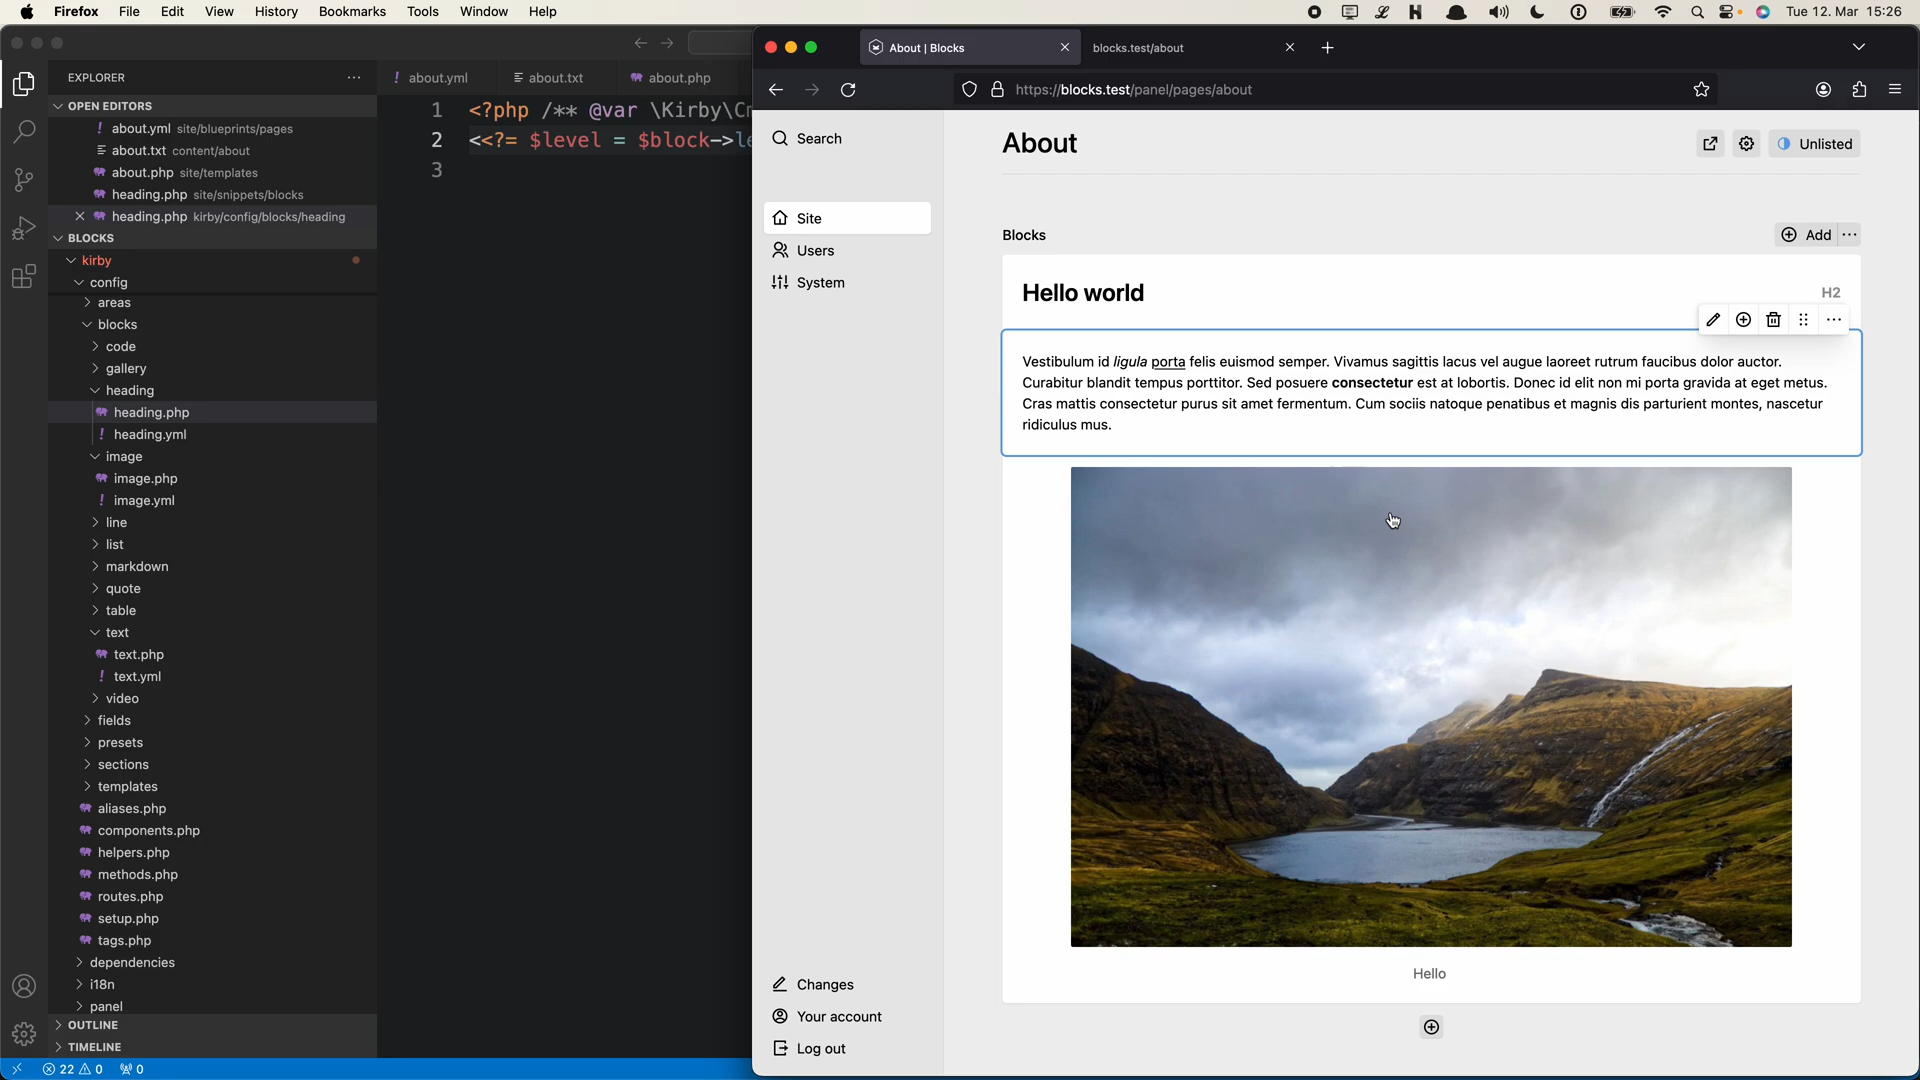 Firefox File Edit View History Bookmarks Tools Window Help
Tue 12. Mar 15:26
EXPLORER
OPEN EDITORS
! about.yml site/blueprints/pages
about.txt content/about
about.php site/templates
heading.php site/snippets/blocks
heading.php kirby/config/blocks/heading
BLOCKS
kirby
config
areas
blocks
code
gallery
heading
heading.php
! heading.yml
image
image.php
! image.yml
line
list
markdown
quote
table
text
text.php
! text.yml
video
fields
presets
sections
templates
aliases.php
components.php
helpers.php
methods.php
routes.php
setup.php
tags.php
dependencies
i18n
panel
OUTLINE
TIMELINE
22 0 0
! about.yml about.txt about.php
1 <?php /** @var \Kirby\Cm
2 <<?= $level = $block->le
3
About | Blocks
blocks.test/about
https://blocks.test/panel/pages/about
Search
Site
Users
System
Changes
Your account
Log out
About
Unlisted
Blocks
Add
Hello world
H2
Vestibulum id ligula porta felis euismod semper. Vivamus sagittis lacus vel augue laoreet rutrum faucibus dolor auctor.
Curabitur blandit tempus porttitor. Sed posuere consectetur est at lobortis. Donec id elit non mi porta gravida at eget metus.
Cras mattis consectetur purus sit amet fermentum. Cum sociis natoque penatibus et magnis dis parturient montes, nascetur
ridiculus mus.
Hello